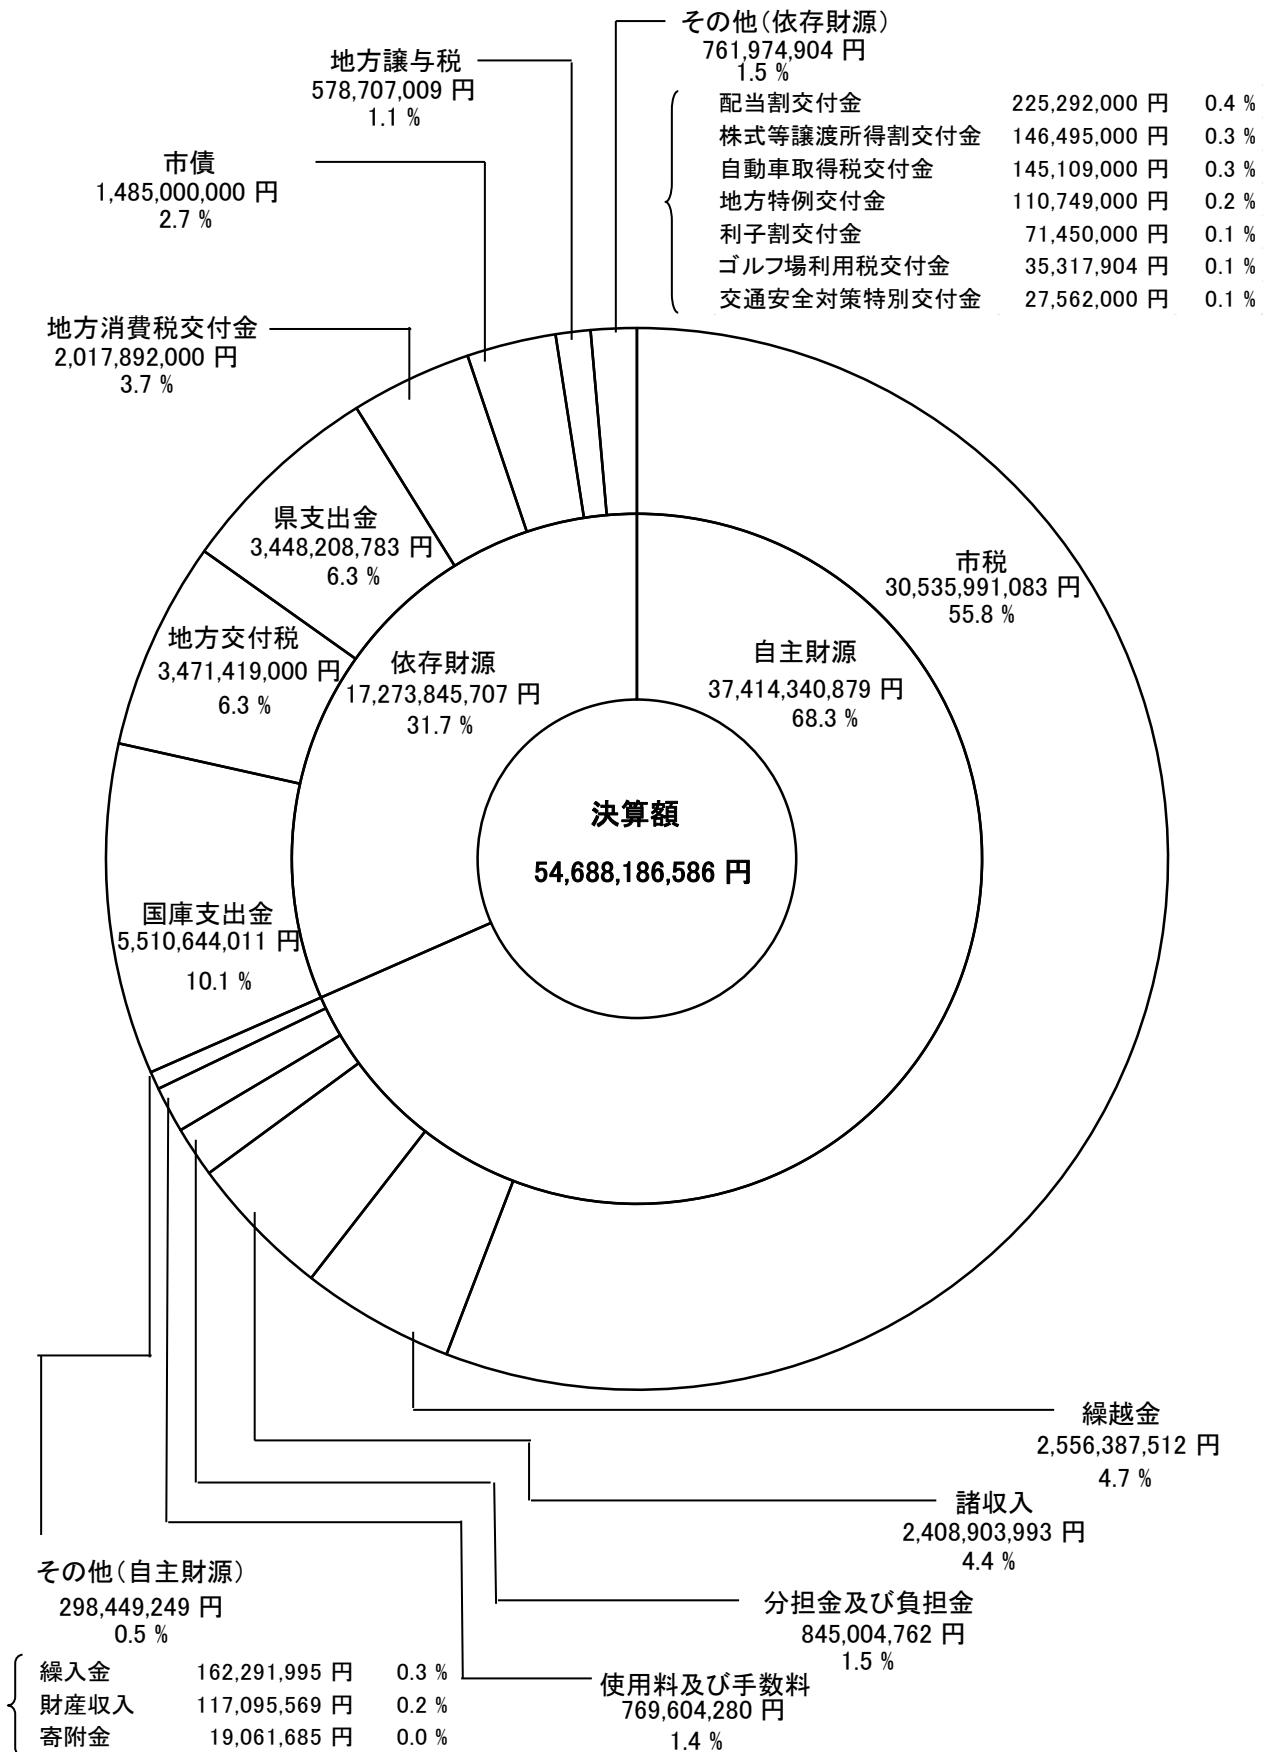 その他(依存財源)
761,974,904 円
1.5 %
配当割交付金 225,292,000 円 0.4 %
株式等譲渡所得割交付金 146,495,000 円 0.3 %
自動車取得税交付金 145,109,000 円 0.3 %
地方特例交付金 110,749,000 円 0.2 %
利子割交付金 71,450,000 円 0.1 %
ゴルフ場利用税交付金 35,317,904 円 0.1 %
交通安全対策特別交付金 27,562,000 円 0.1 %
地方譲与税
578,707,009 円
1.1 %
市債
1,485,000,000 円
2.7 %
地方消費税交付金
2,017,892,000 円
3.7 %
県支出金
3,448,208,783 円
6.3 %
地方交付税
3,471,419,000 円
6.3 %
国庫支出金
5,510,644,011 円
10.1 %
依存財源
17,273,845,707 円
31.7 %
自主財源
37,414,340,879 円
68.3 %
市税
30,535,991,083 円
55.8 %
決算額
54,688,186,586 円
繰越金
2,556,387,512 円
4.7 %
諸収入
2,408,903,993 円
4.4 %
分担金及び負担金
845,004,762 円
1.5 %
使用料及び手数料
769,604,280 円
1.4 %
その他(自主財源)
298,449,249 円
0.5 %
繰入金 162,291,995 円 0.3 %
財産収入 117,095,569 円 0.2 %
寄附金 19,061,685 円 0.0 %